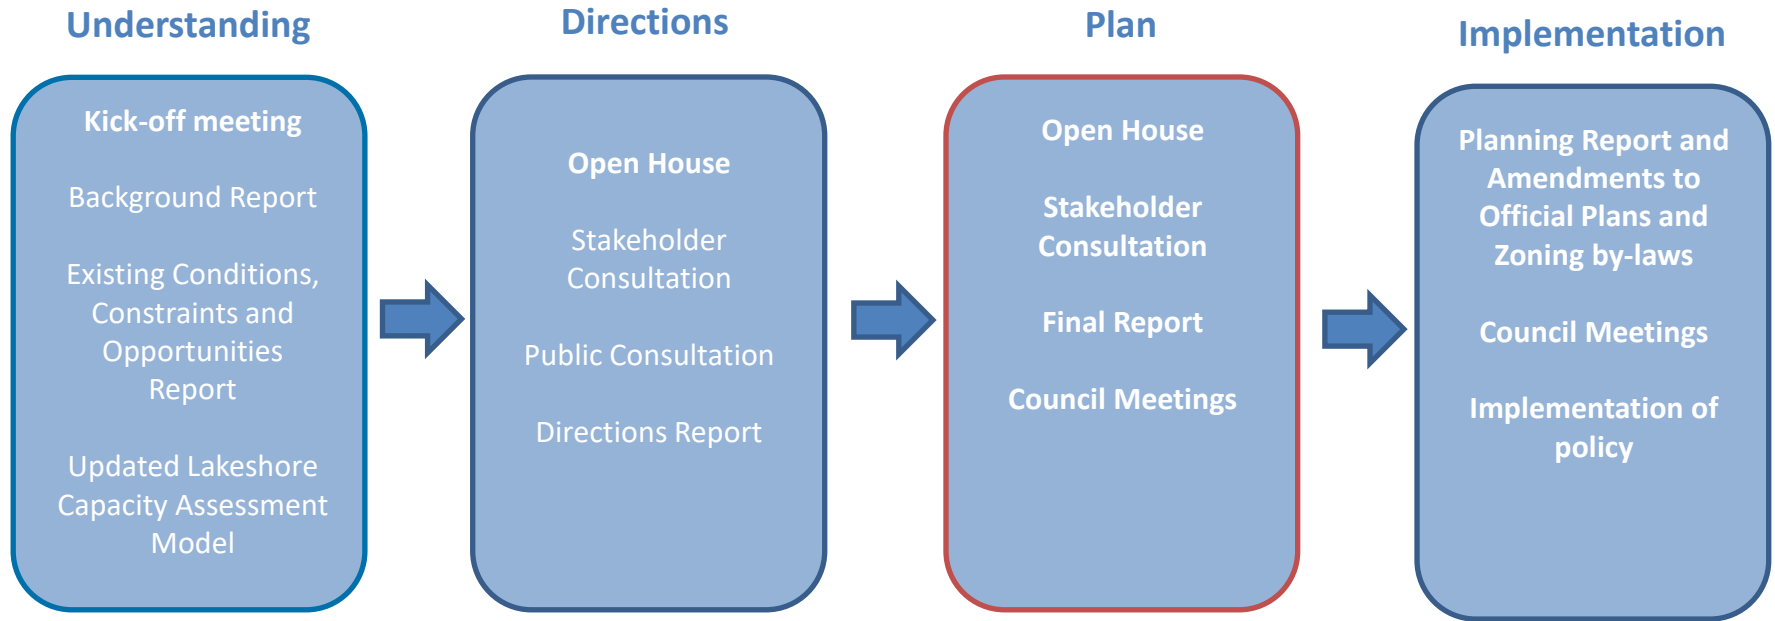 Understanding
Kick-off meeting
Background Report
Existing Conditions,
Constraints and
Opportunities
Report
Updated Lakeshore
Capacity Assessment
Model
Directions
Open House
Stakeholder
Consultation
Public Consultation
Directions Report
Plan
Open House
Stakeholder
Consultation
Final Report
Council Meetings
Implementation
Planning Report and
Amendments to
Official Plans and
Zoning by-laws
Council Meetings
Implementation of
policy